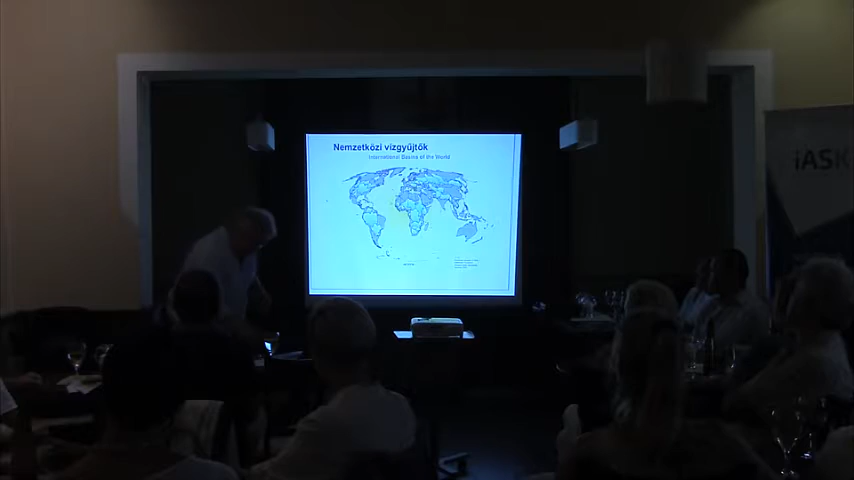 Nemzetközi vízgyűjtők
International Basins of the World
iASK